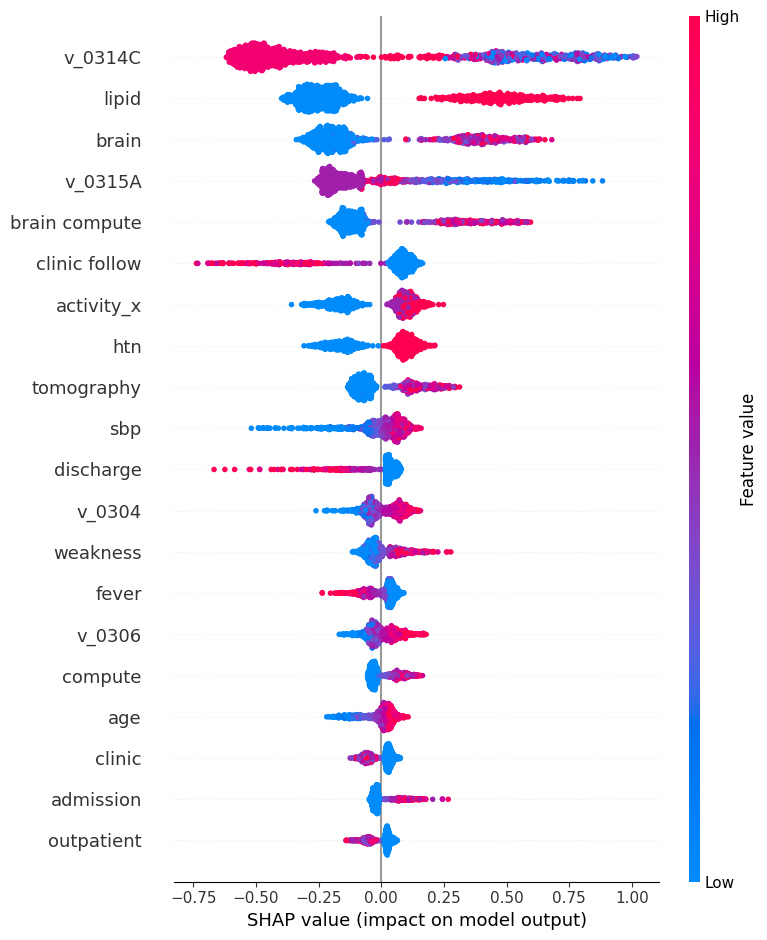 High
v_0314C
lipid
brain
v_0315A
brain compute
clinic follow
activity_x
htn
tomography
sbp
discharge
v_0304
weakness
fever
v_0306
compute
age
clinic
admission
outpatient
Feature value
Low
−0.75 −0.50 −0.25 0.00 0.25 0.50 0.75 1.00
SHAP value (impact on model output)